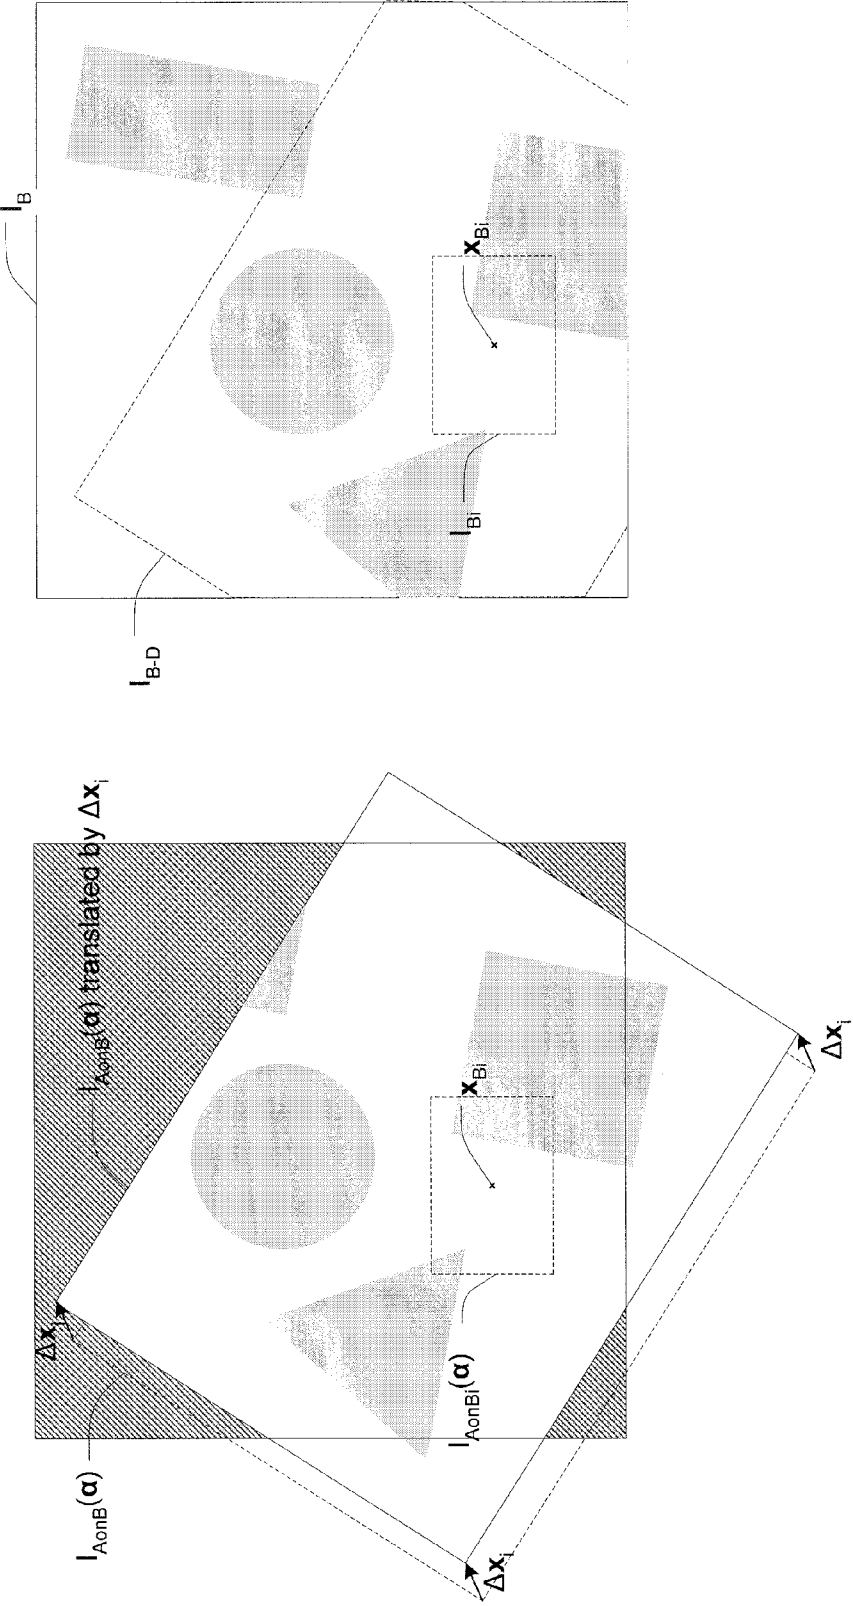 I_AonB(α)
I_AonB(α) translated by Δx_i
Δx_i
I_AonBi(α)
x_Bi
Δx_i
Δx_i
I_B
I_B-D
x_Bi
I_Bi